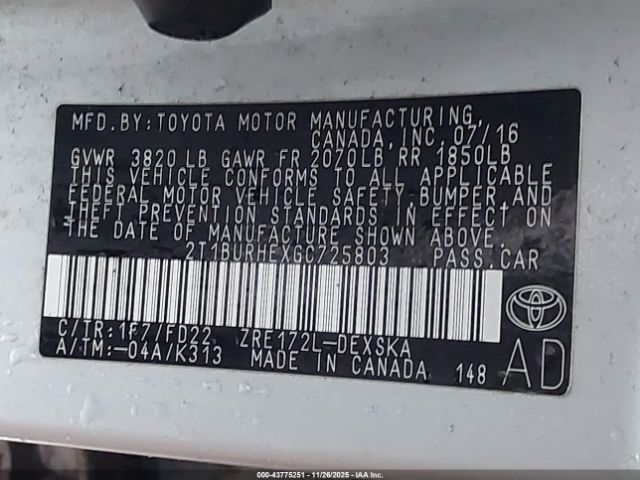 MFD. BY: TOYOTA MOTOR MANUFACTURING,
CANADA, INC. 07/16
GVWR 3820 LB GAWR FR 2070LB RR 1850LB
THIS VEHICLE CONFORMS TO ALL APPLICABLE
FEDERAL MOTOR VEHICLE SAFETY, BUMPER, AND
THEFT PREVENTION STANDARDS IN EFFECT ON
THE DATE OF MANUFACTURE SHOWN ABOVE.
2T1BURHEXGC725803 PASS. CAR
C/TR: 1F7/FD22 ZRE172L-DEXSKA
A/TM: -04A/K313 MADE IN CANADA 148
AD
000-43775251 - 11/26/2025 - IAA, Inc.